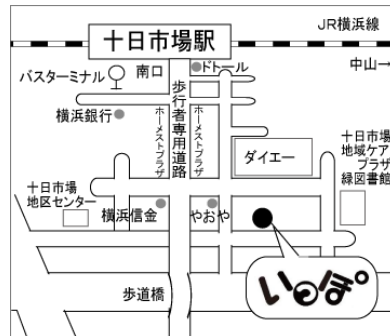 JR横浜線
十日市場駅
中山→
バスターミナル
南口
ドトール
横浜銀行
歩行者専用道路
ホーメストプラザ
ホーメストプラザ
ダイエー
十日市場
地域ケア
プラザ
緑図書館
十日市場
地区センター
横浜信金
やおや
歩道橋
いっぽ